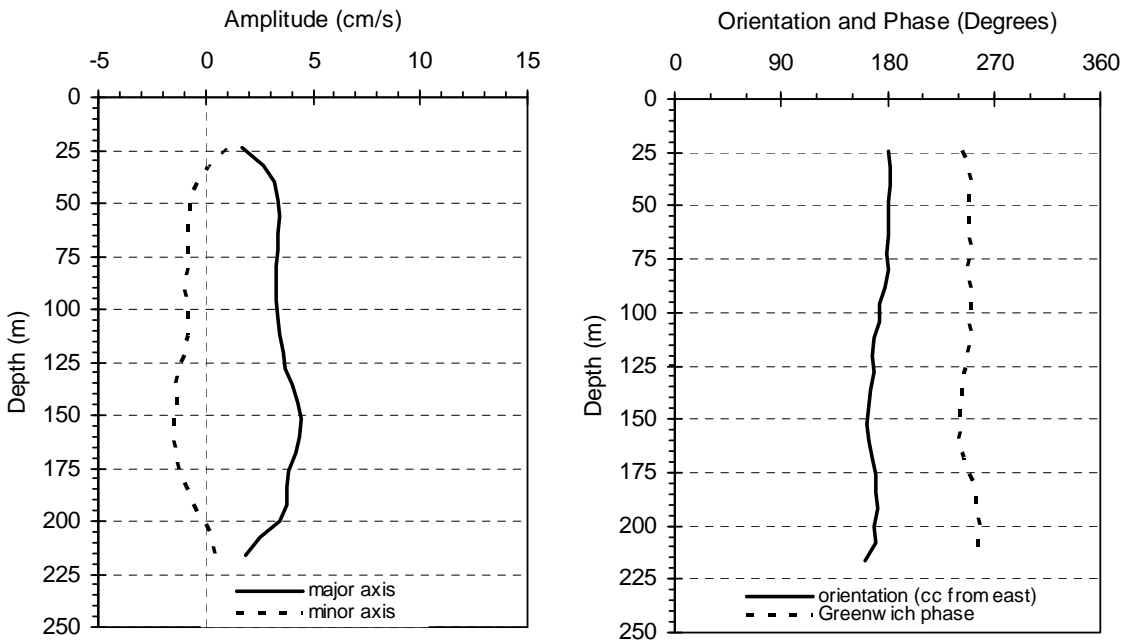 Amplitude (cm/s)
-5 0 5 10 15
0
25
50
75
100
125
150
175
200
225
250
Depth (m)
major axis
minor axis
Orientation and Phase (Degrees)
0 90 180 270 360
0
25
50
75
100
125
150
175
200
225
250
Depth (m)
orientation (cc from east)
Greenwich phase